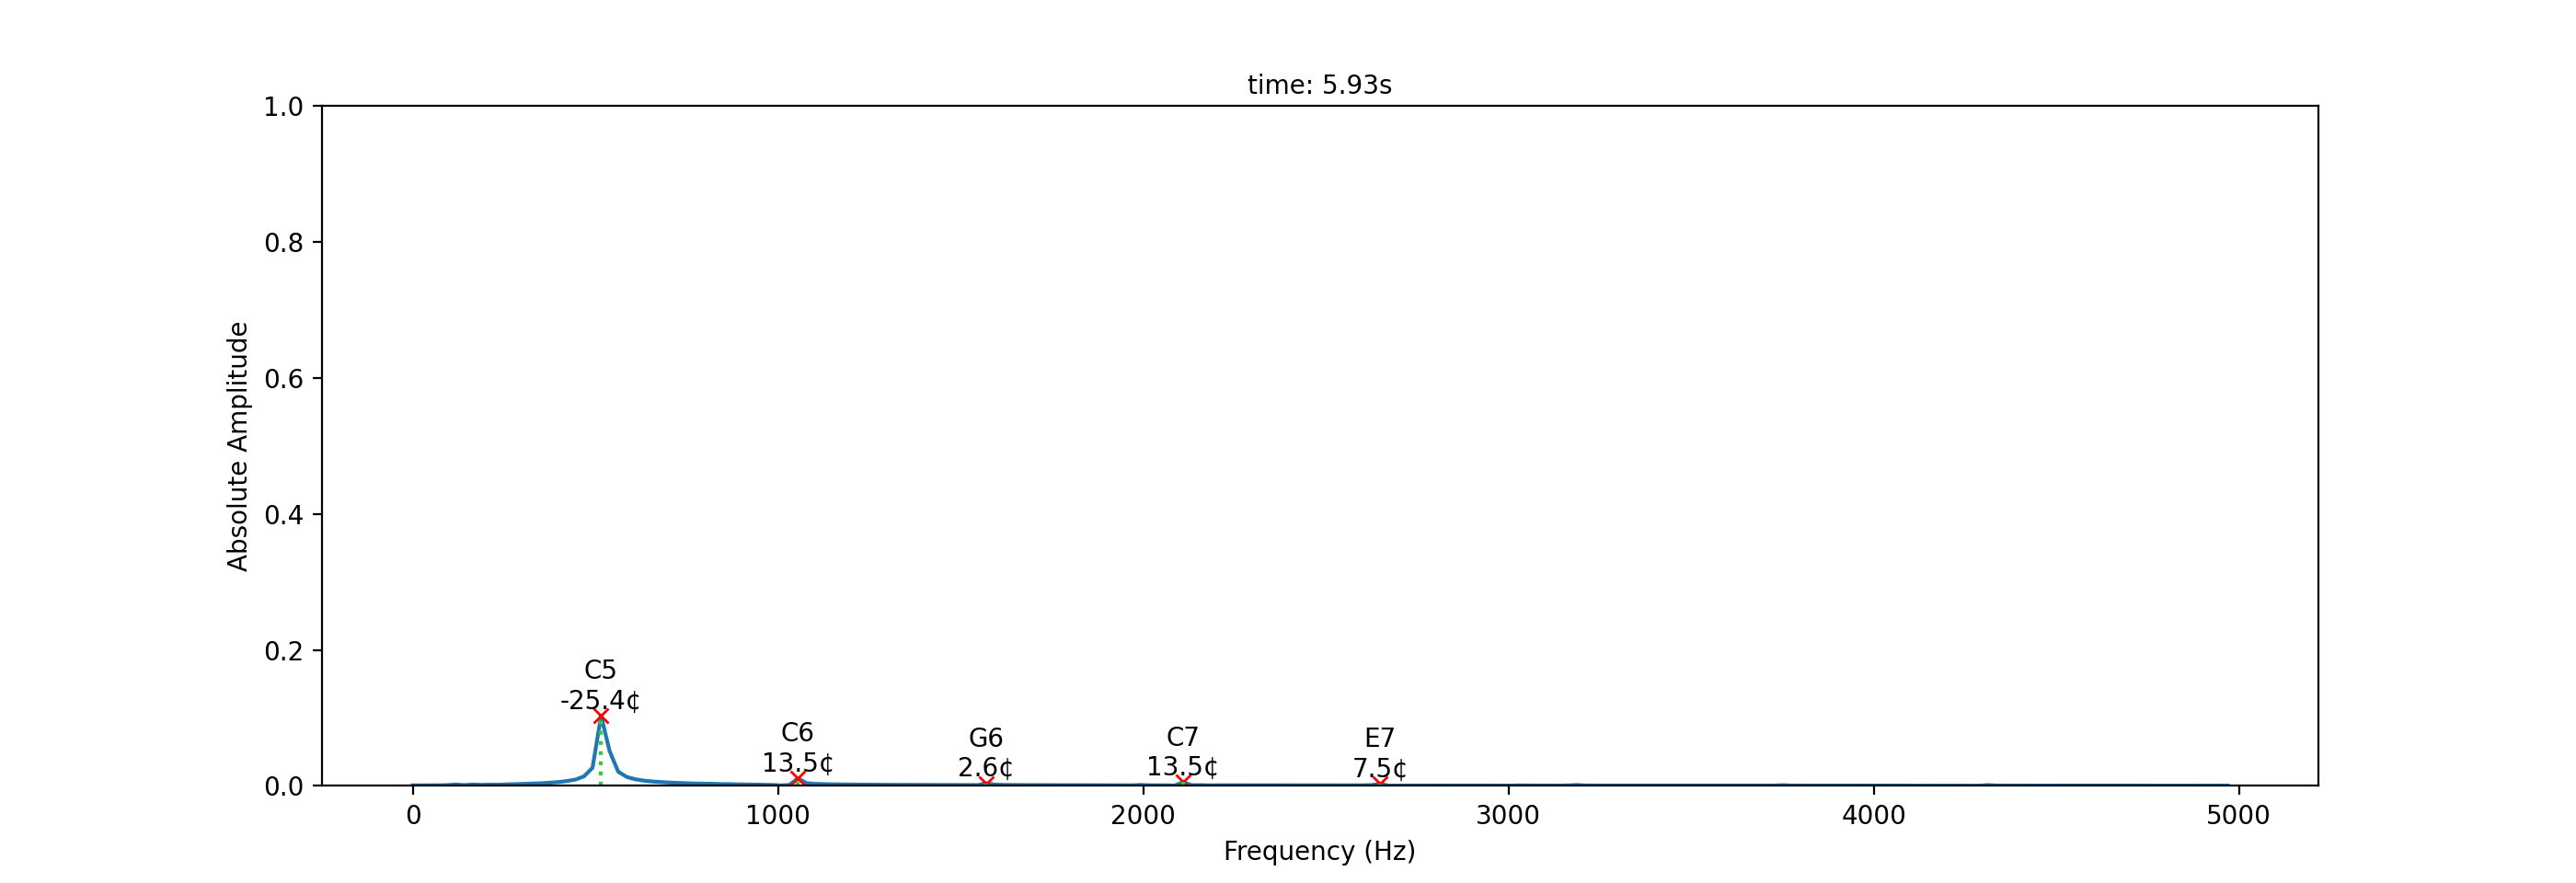 time: 5.93s
1.0
0.8
0.6
0.4
0.2
0.0
Absolute Amplitude
C5
-25.4¢
C6
13.5¢
G6
2.6¢
C7
13.5¢
E7
7.5¢
0 1000 2000 3000 4000 5000
Frequency (Hz)